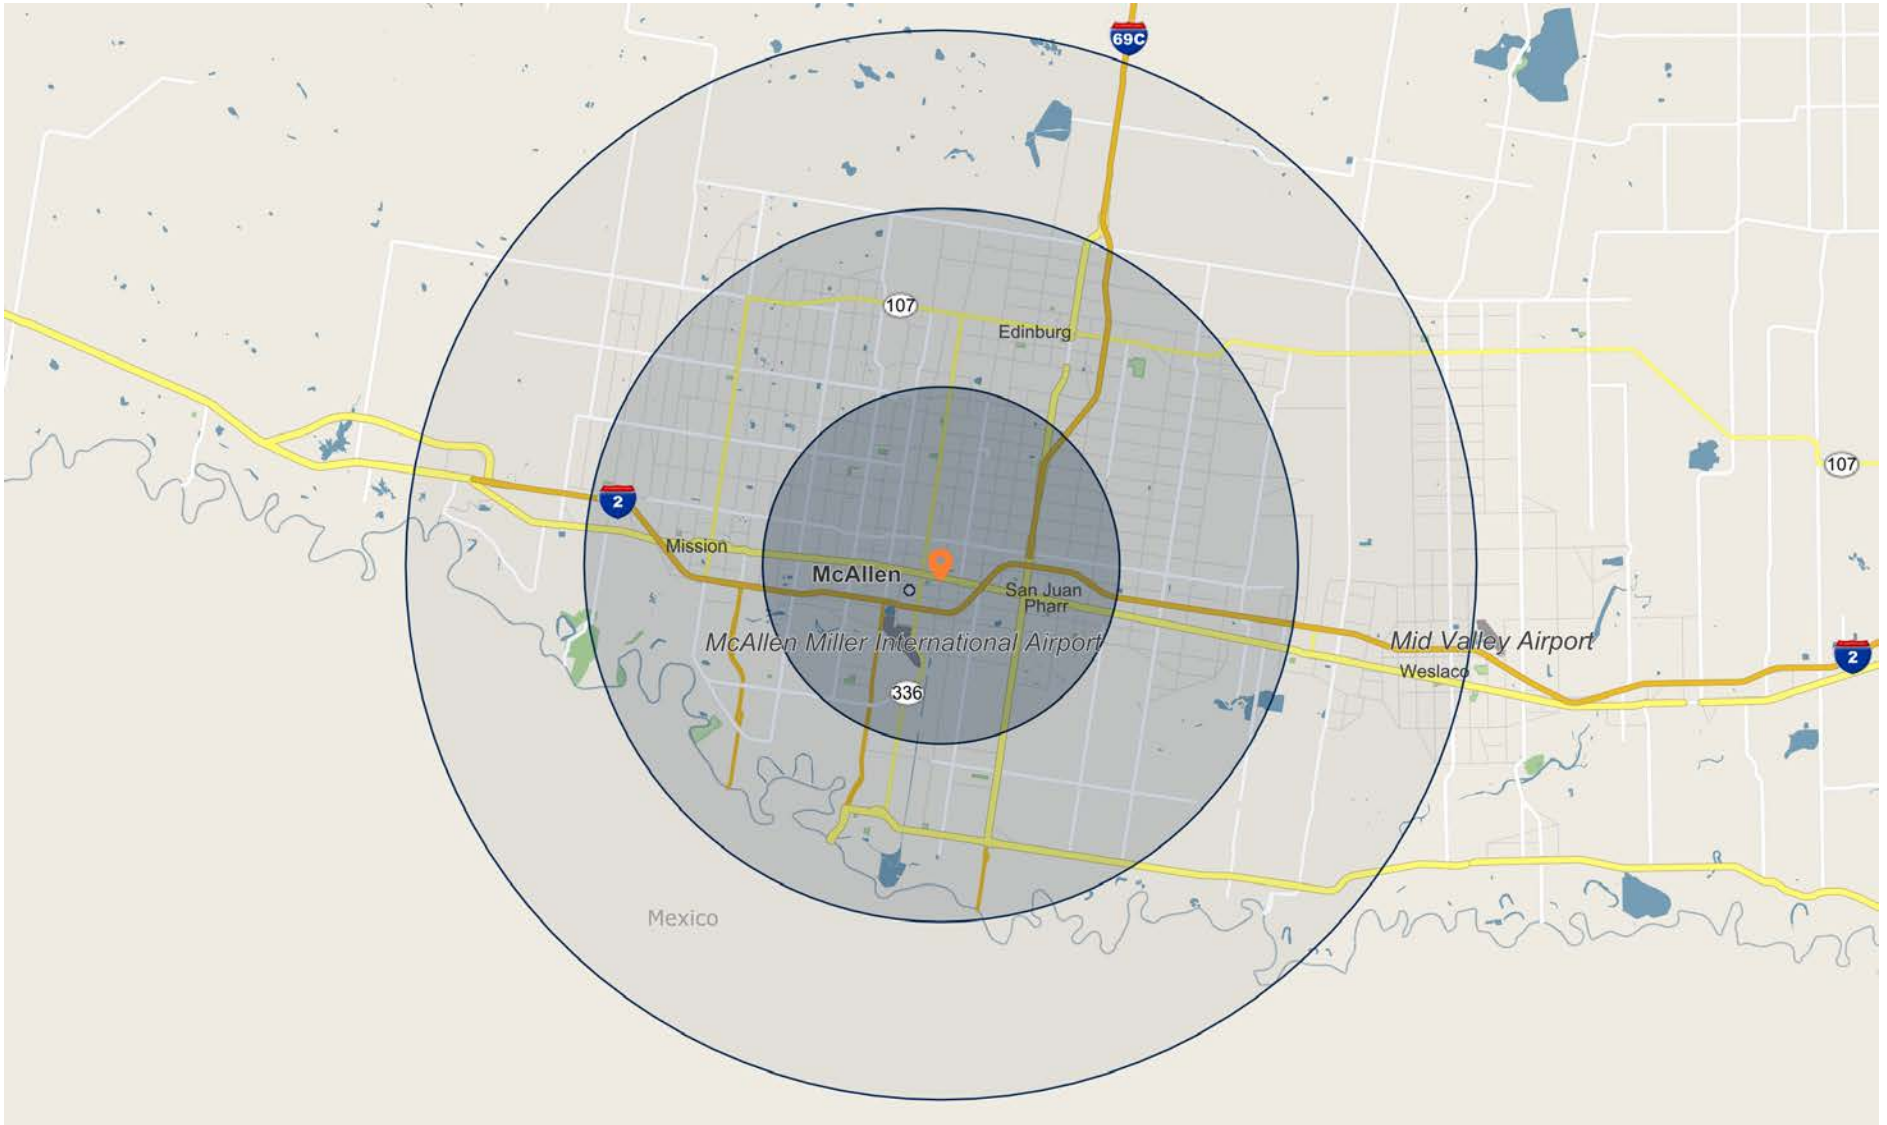 69C
107
Edinburg
107
2
Mission
McAllen
San Juan
Pharr
McAllen Miller International Airport
Mid Valley Airport
2
Weslaco
336
Mexico